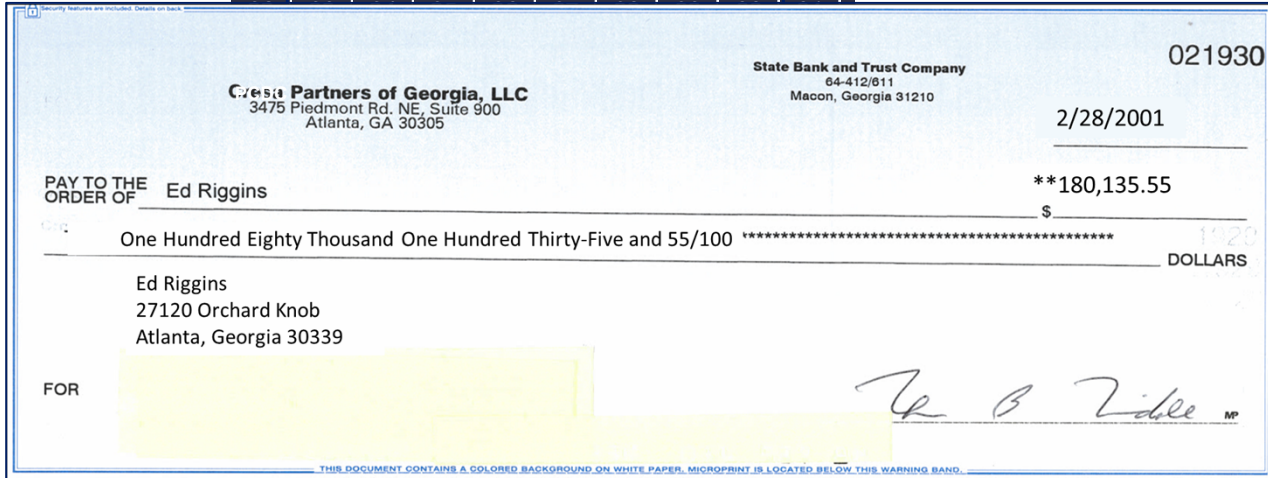 Security features are included. Details on back.
021930
State Bank and Trust Company
64-412/611
Macon, Georgia 31210
Partners of Georgia, LLC
3475 Piedmont Rd. NE, Suite 900
Atlanta, GA 30305
2/28/2001
PAY TO THE
ORDER OF Ed Riggins
**180,135.55
$
One Hundred Eighty Thousand One Hundred Thirty-Five and 55/100 ********************************************
DOLLARS
Ed Riggins
27120 Orchard Knob
Atlanta, Georgia 30339
FOR
MP
THIS DOCUMENT CONTAINS A COLORED BACKGROUND ON WHITE PAPER. MICROPRINT IS LOCATED BELOW THIS WARNING BAND.